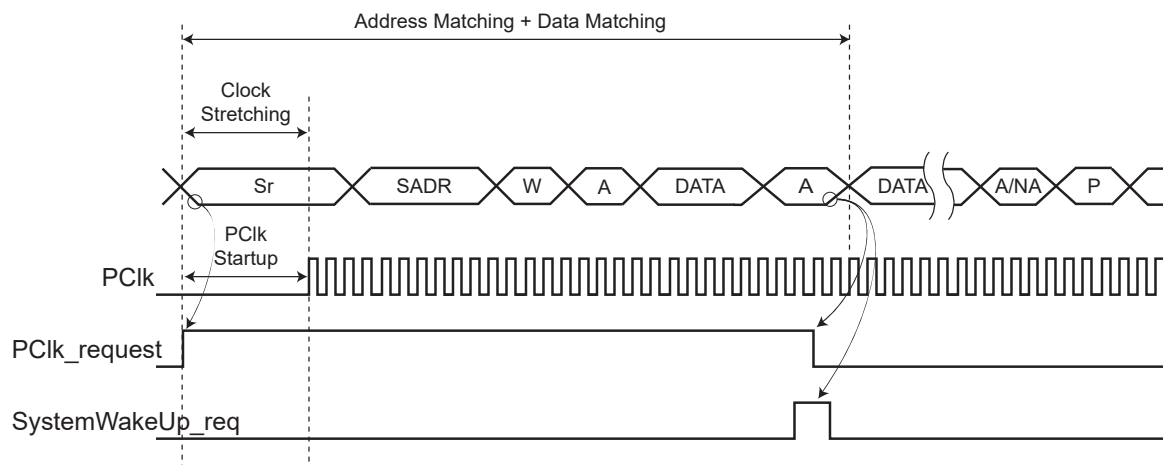 Address Matching + Data Matching
Clock
Stretching
Sr
SADR
W
A
DATA
A
DATA
A/NA
P
PClk
Startup
PClk
PClk_request
SystemWakeUp_req